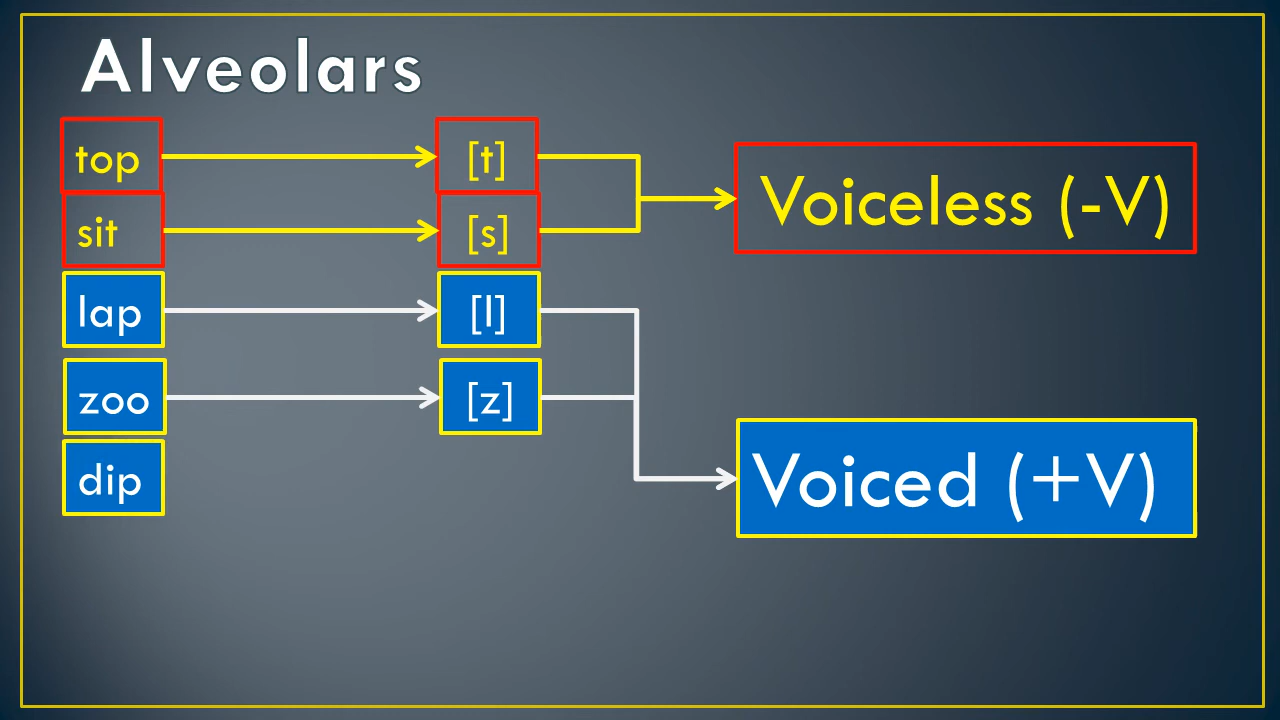 Alveolars
top [t]
sit [s]
Voiceless (-V)
lap [l]
zoo [z]
dip
Voiced (+V)